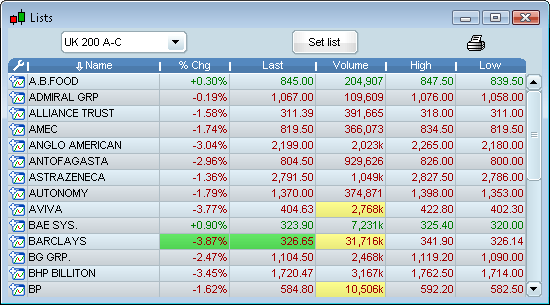 Lists
UK 200 A-C Set list
Name % Chg Last Volume High Low
A.B.FOOD +0.30% 845.00 204,907 847.50 839.50
ADMIRAL GRP -0.19% 1,067.00 109,609 1,076.00 1,058.00
ALLIANCE TRUST -1.58% 311.39 391,665 318.00 311.00
AMEC -1.74% 819.50 366,073 834.50 819.50
ANGLO AMERICAN -3.04% 2,199.00 2,023k 2,265.00 2,180.00
ANTOFAGASTA -2.96% 804.50 929,626 826.00 800.00
ASTRAZENECA -1.36% 2,791.50 1,049k 2,827.50 2,786.00
AUTONOMY -1.79% 1,370.00 374,871 1,398.00 1,353.00
AVIVA -3.77% 404.63 2,768k 422.80 402.30
BAE SYS. +0.90% 323.90 7,231k 325.40 320.00
BARCLAYS -3.87% 326.65 31,716k 341.90 326.14
BG GRP. -2.47% 1,104.50 2,468k 1,119.20 1,090.00
BHP BILLITON -3.45% 1,720.47 3,167k 1,762.50 1,714.00
BP -1.62% 584.80 10,506k 592.20 582.50